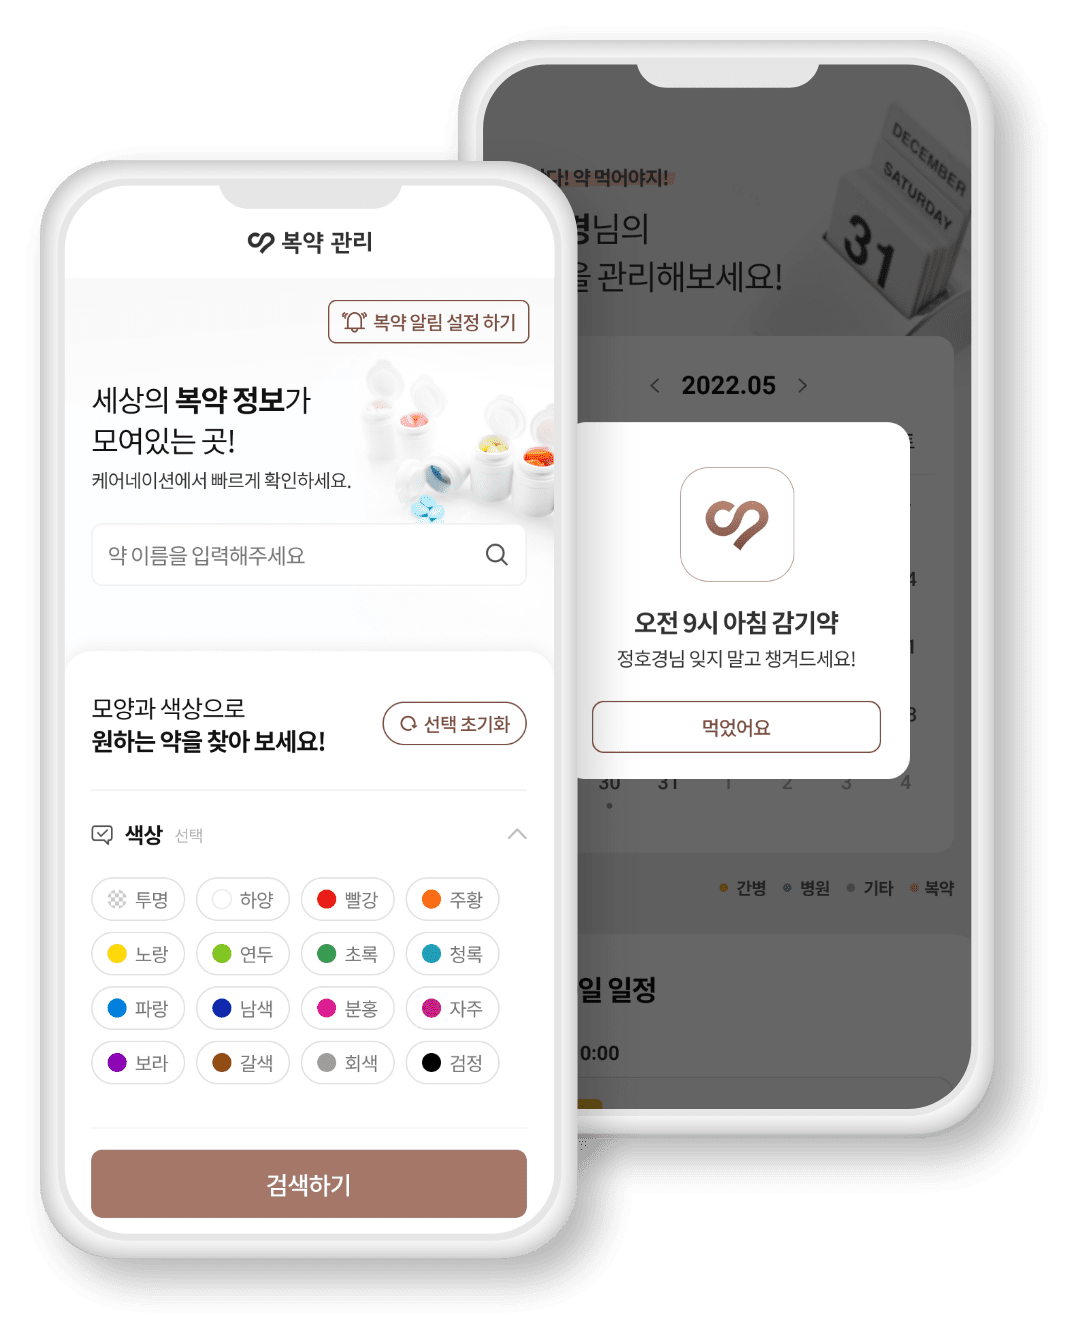 복약 관리
복약 알림 설정 하기
세상의 복약 정보가
모여있는 곳!
케어네이션에서 빠르게 확인하세요.
약 이름을 입력해주세요
모양과 색상으로
원하는 약을 찾아 보세요!
선택 초기화
색상 선택
투명 하양 빨강 주황
노랑 연두 초록 청록
파랑 남색 분홍 자주
보라 갈색 회색 검정
검색하기
DECEMBER
SATURDAY
31
다! 약 먹어야지!
님의
을 관리해보세요!
2022.05
오전 9시 아침 감기약
정호경님 잊지 말고 챙겨드세요!
먹었어요
30 31 1 2 3 4
간병 병원 기타 복약
일 일정
0:00